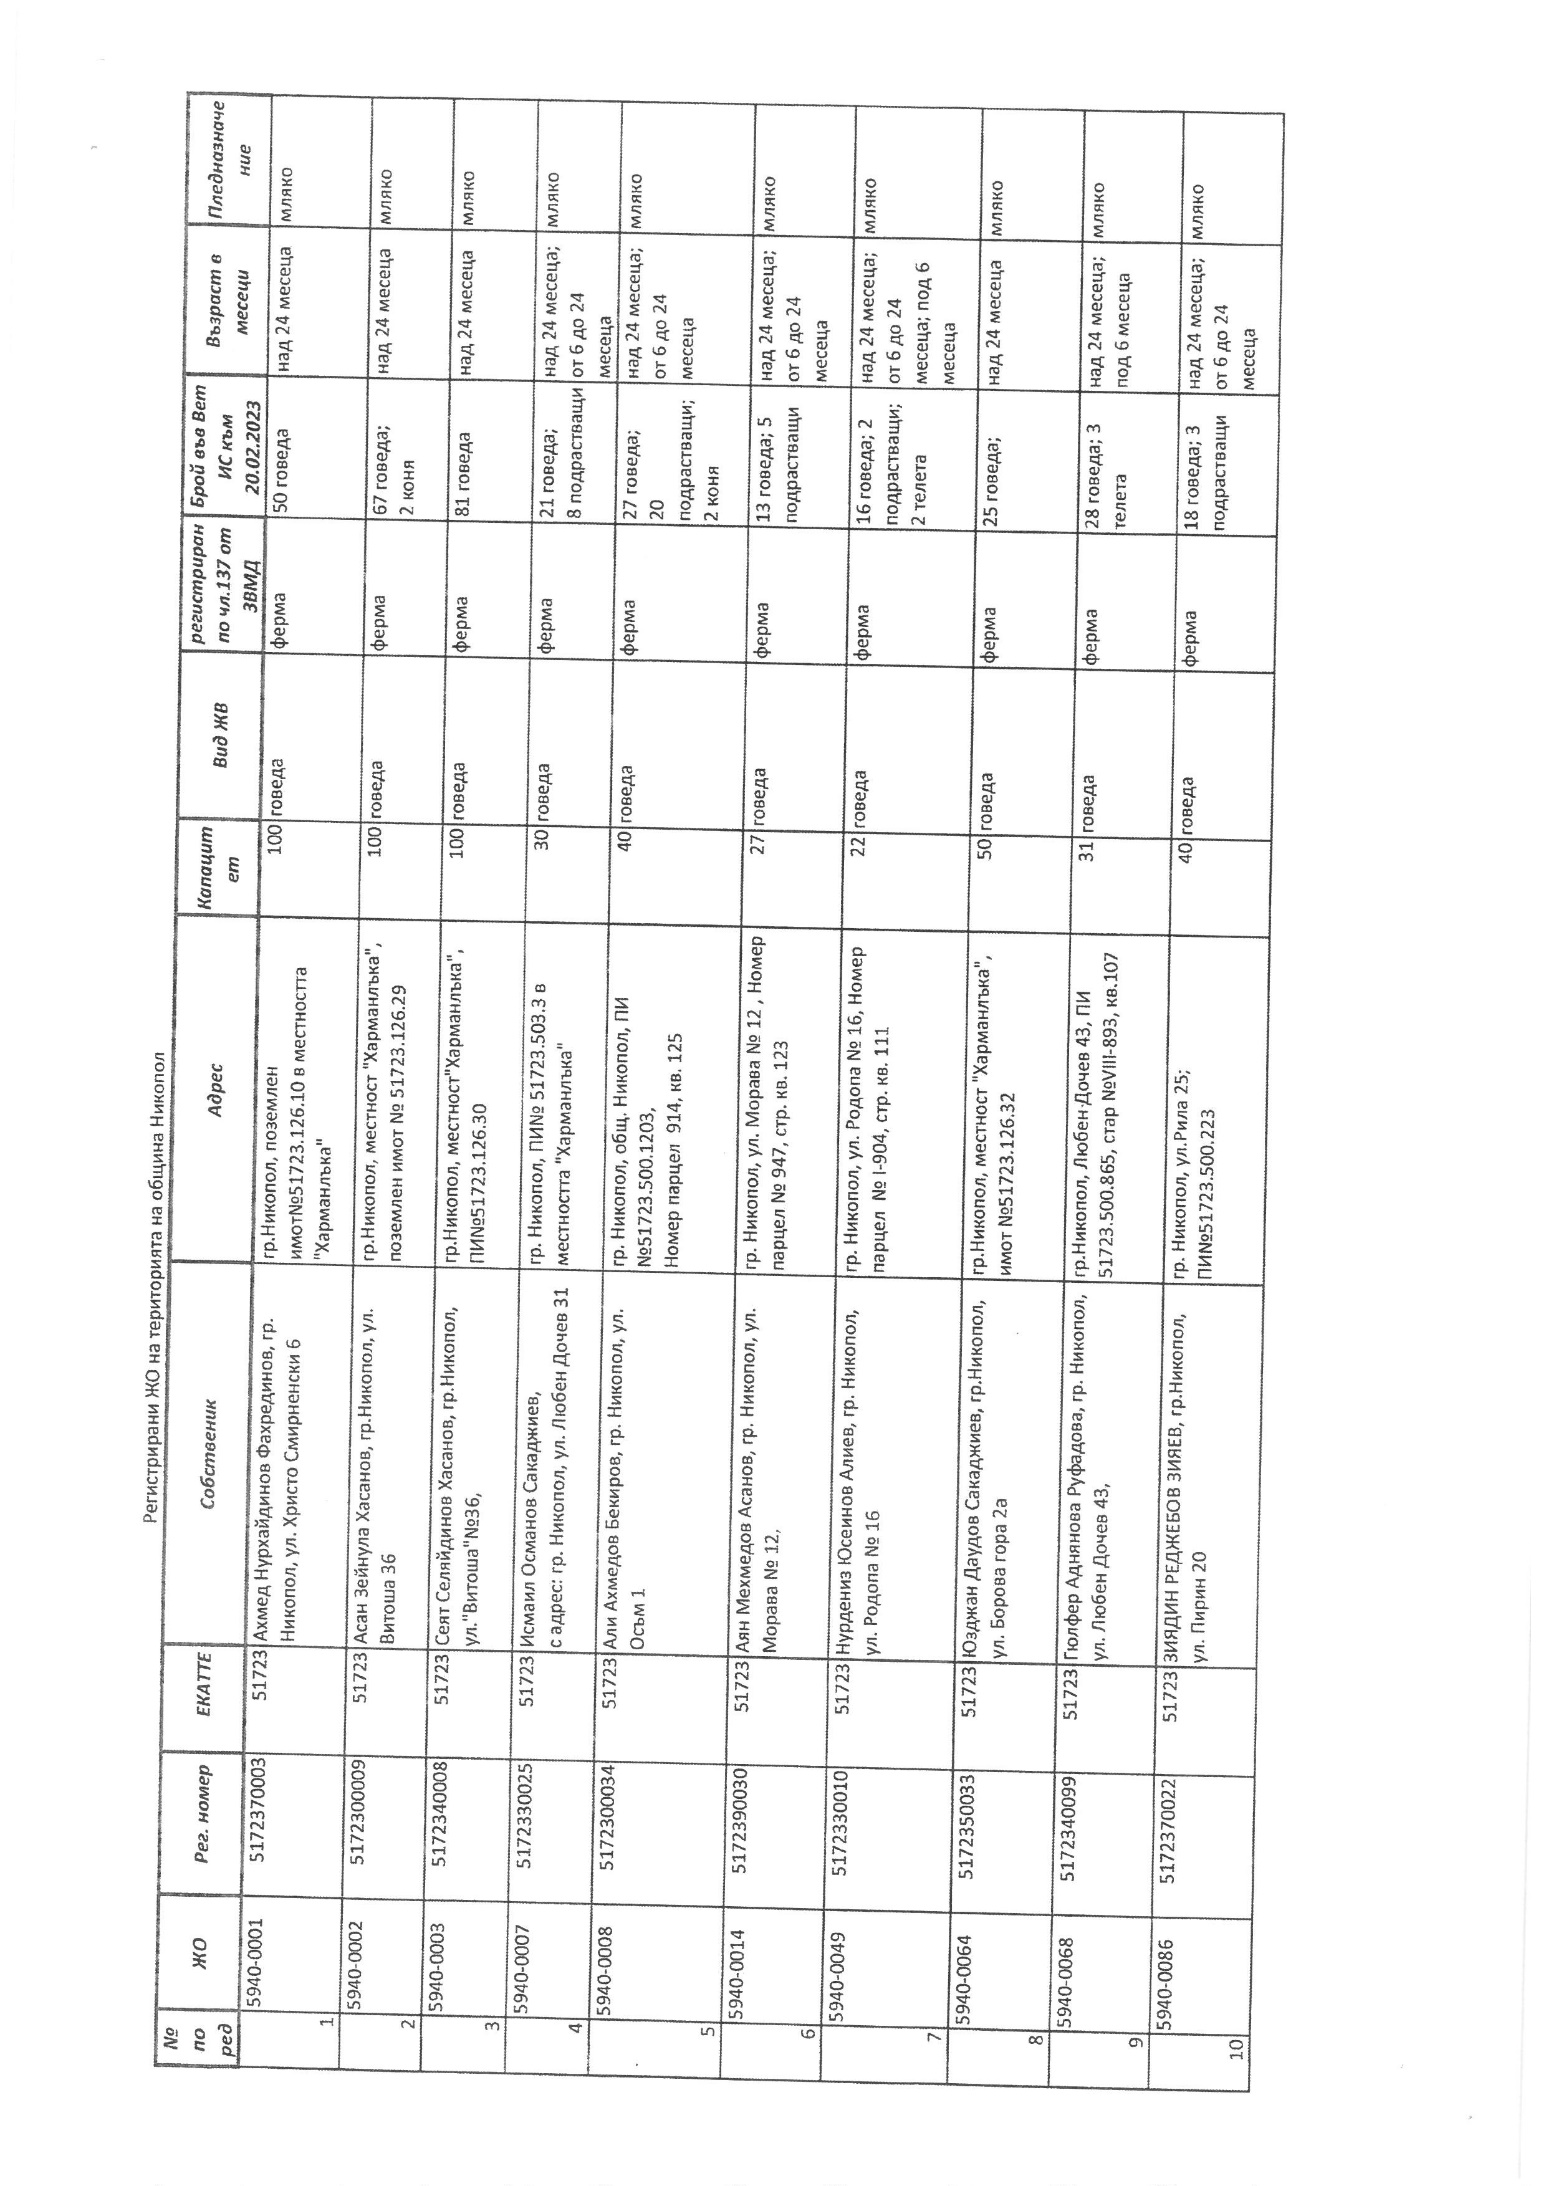 Регистрирани ЖО на територията на община Никопол
№ по ред | ЖО | Рег. номер | ЕКАТТЕ | Собственик | Адрес | Капацитет | Вид ЖВ | регистриран по чл.137 от ЗВМД | Брой във Вет ИС към 20.02.2023 | Възраст в месеци | Пледназначение
1 | 5940-0001 | 5172370003 | 51723 | Ахмед Нурхайдинов Фахрединов, гр. Никопол, ул. Христо Смирненски 6 | гр.Никопол, поземлен имот№51723.126.10 в местността "Харманлъка" | 100 | говеда | ферма | 50 говеда | над 24 месеца | мляко
2 | 5940-0002 | 5172300009 | 51723 | Асан Зейнула Хасанов, гр.Никопол, ул. Витоша 36 | гр.Никопол, местност "Харманлъка", поземлен имот № 51723.126.29 | 100 | говеда | ферма | 67 говеда; 2 коня | над 24 месеца | мляко
3 | 5940-0003 | 5172340008 | 51723 | Сеят Селяйдинов Хасанов, гр.Никопол, ул."Витоша"№36, | гр.Никопол, местност"Харманлъка", ПИ№51723.126.30 | 100 | говеда | ферма | 81 говеда | над 24 месеца | мляко
4 | 5940-0007 | 5172330025 | 51723 | Исмаил Османов Сакаджиев, с адрес: гр. Никопол, ул. Любен Дочев 31 | гр. Никопол, ПИ№ 51723.503.3 в местността "Харманлъка" | 30 | говеда | ферма | 21 говеда; 8 подрастващи | над 24 месеца; от 6 до 24 месеца | мляко
5 | 5940-0008 | 5172300034 | 51723 | Али Ахмедов Бекиров, гр. Никопол, ул. Осъм 1 | гр. Никопол, общ. Никопол, ПИ №51723.500.1203, Номер парцел 914, кв. 125 | 40 | говеда | ферма | 27 говеда; 20 подрастващи; 2 коня | над 24 месеца; от 6 до 24 месеца | мляко
6 | 5940-0014 | 5172390030 | 51723 | Аян Мехмедов Асанов, гр. Никопол, ул. Морава № 12, | гр. Никопол, ул. Морава № 12 , Номер парцел № 947, стр. кв. 123 | 27 | говеда | ферма | 13 говеда; 5 подрастващи | над 24 месеца; от 6 до 24 месеца | мляко
7 | 5940-0049 | 5172330010 | 51723 | Нурдениз Юсеинов Алиев, гр. Никопол, ул. Родопа № 16 | гр. Никопол, ул. Родопа № 16, Номер парцел № I-904, стр. кв. 111 | 22 | говеда | ферма | 16 говеда; 2 подрастващи; 2 телета | над 24 месеца; от 6 до 24 месеца; под 6 месеца | мляко
8 | 5940-0064 | 5172350033 | 51723 | Юзджан Даудов Сакаджиев, гр.Никопол, ул. Борова гора 2а | гр.Никопол, местност "Харманлъка", имот №51723.126.32 | 50 | говеда | ферма | 25 говеда; | над 24 месеца | мляко
9 | 5940-0068 | 5172340099 | 51723 | Гюлфер Аднянова Руфадова, гр. Никопол, ул. Любен Дочев 43, | гр.Никопол, Любен Дочев 43, ПИ 51723.500.865, стар №VIII-893, кв.107 | 31 | говеда | ферма | 28 говеда; 3 телета | над 24 месеца; под 6 месеца | мляко
10 | 5940-0086 | 5172370022 | 51723 | ЗИЯДИН РЕДЖЕБОВ ЗИЯЕВ, гр.Никопол, ул. Пирин 20 | гр. Никопол, ул.Рила 25; ПИ№51723.500.223 | 40 | говеда | ферма | 18 говеда; 3 подрастващи | над 24 месеца; от 6 до 24 месеца | мляко